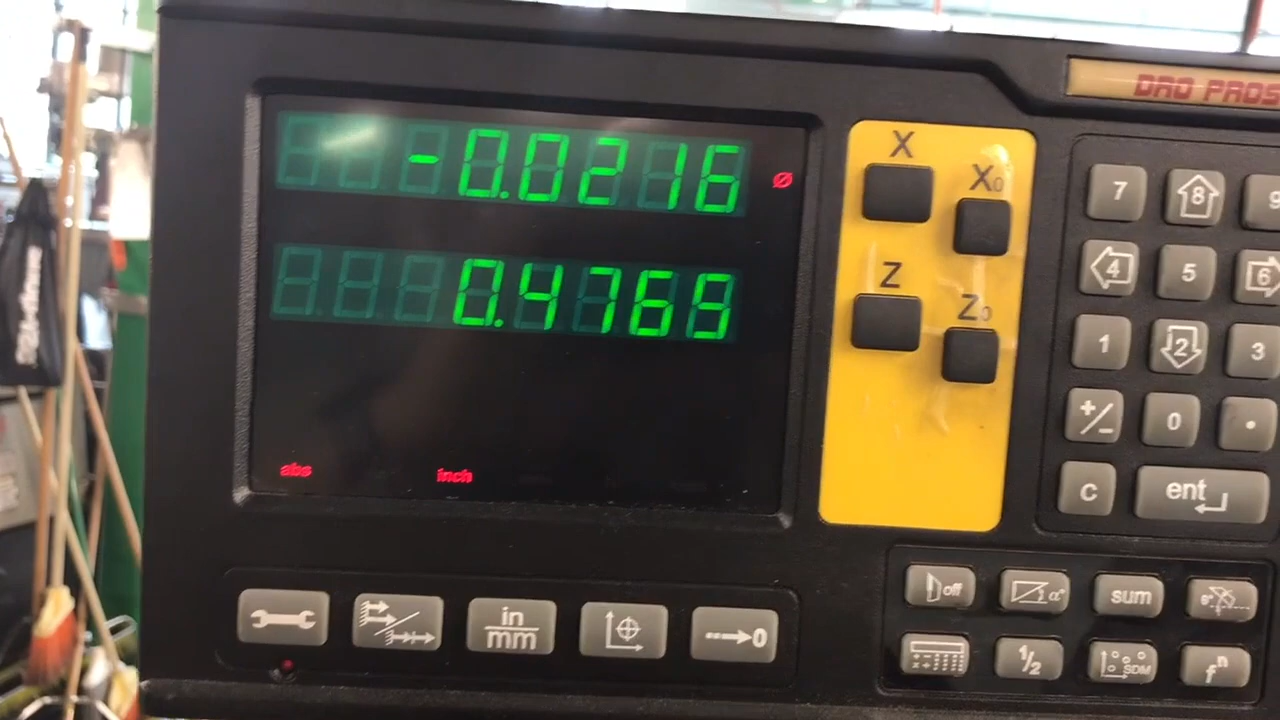 DRO PROS
-0.0216 Ø
0.4769
abs inch
X
X0
Z
Z0
7 8 9
4 5 6
1 2 3
+/- 0 .
C ent
in
mm
→0
off α° sum
1/2 SDM fn